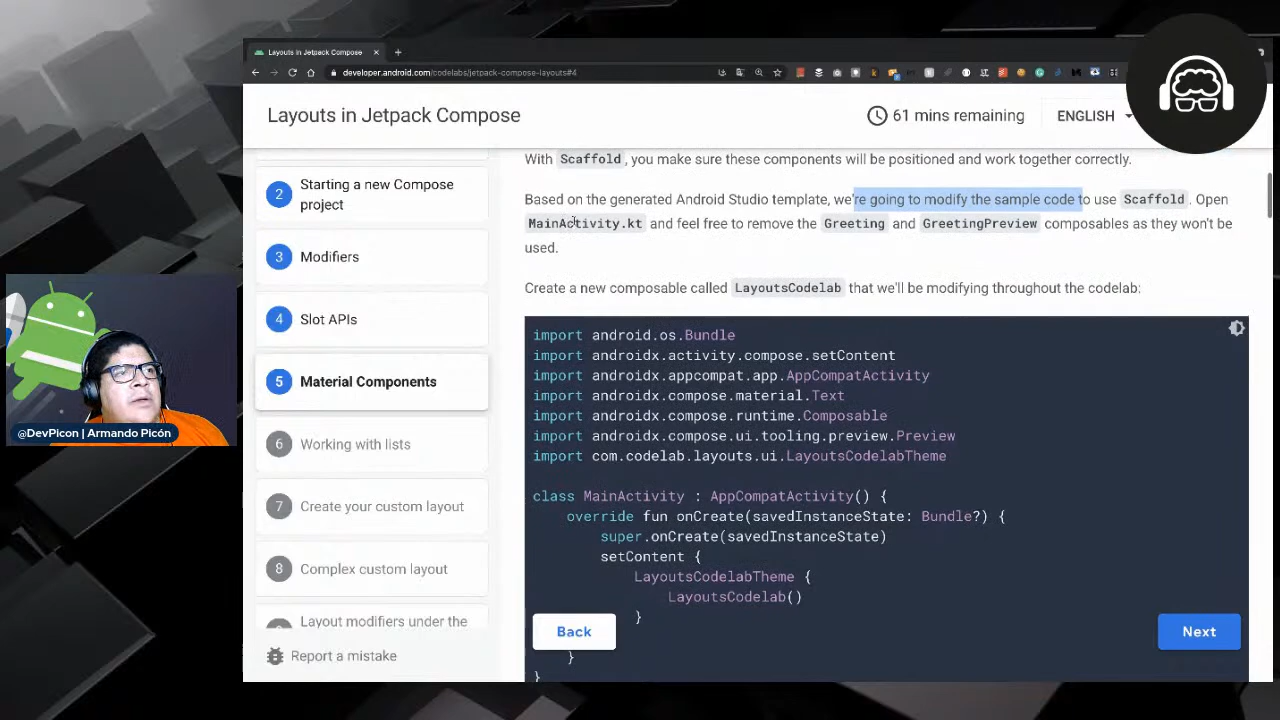 Layouts in Jetpack Compose
developer.android.com/codelabs/jetpack-compose-layouts#4
Layouts in Jetpack Compose
61 mins remaining
ENGLISH
2
Starting a new Compose
project
3
Modifiers
4
Slot APIs
5
Material Components
6
Working with lists
7
Create your custom layout
8
Complex custom layout
Layout modifiers under the
Report a mistake
With Scaffold, you make sure these components will be positioned and work together correctly.
Based on the generated Android Studio template, we're going to modify the sample code to use Scaffold. Open
MainActivity.kt and feel free to remove the Greeting and GreetingPreview composables as they won't be
used.
Create a new composable called LayoutsCodelab that we'll be modifying throughout the codelab:
import android.os.Bundle
import androidx.activity.compose.setContent
import androidx.appcompat.app.AppCompatActivity
import androidx.compose.material.Text
import androidx.compose.runtime.Composable
import androidx.compose.ui.tooling.preview.Preview
import com.codelab.layouts.ui.LayoutsCodelabTheme
class MainActivity : AppCompatActivity() {
override fun onCreate(savedInstanceState: Bundle?) {
super.onCreate(savedInstanceState)
setContent {
LayoutsCodelabTheme {
LayoutsCodelab()
}
}
}
Back
Next
@DevPicon | Armando Picón